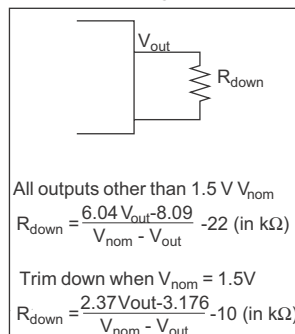 Vout
Rdown
All outputs other than 1.5 V Vnom
Rdown = 6.04 Vout-8.09 / Vnom - Vout -22 (in kΩ)
Trim down when Vnom = 1.5V
Rdown = 2.37Vout-3.176 / Vnom - Vout -10 (in kΩ)